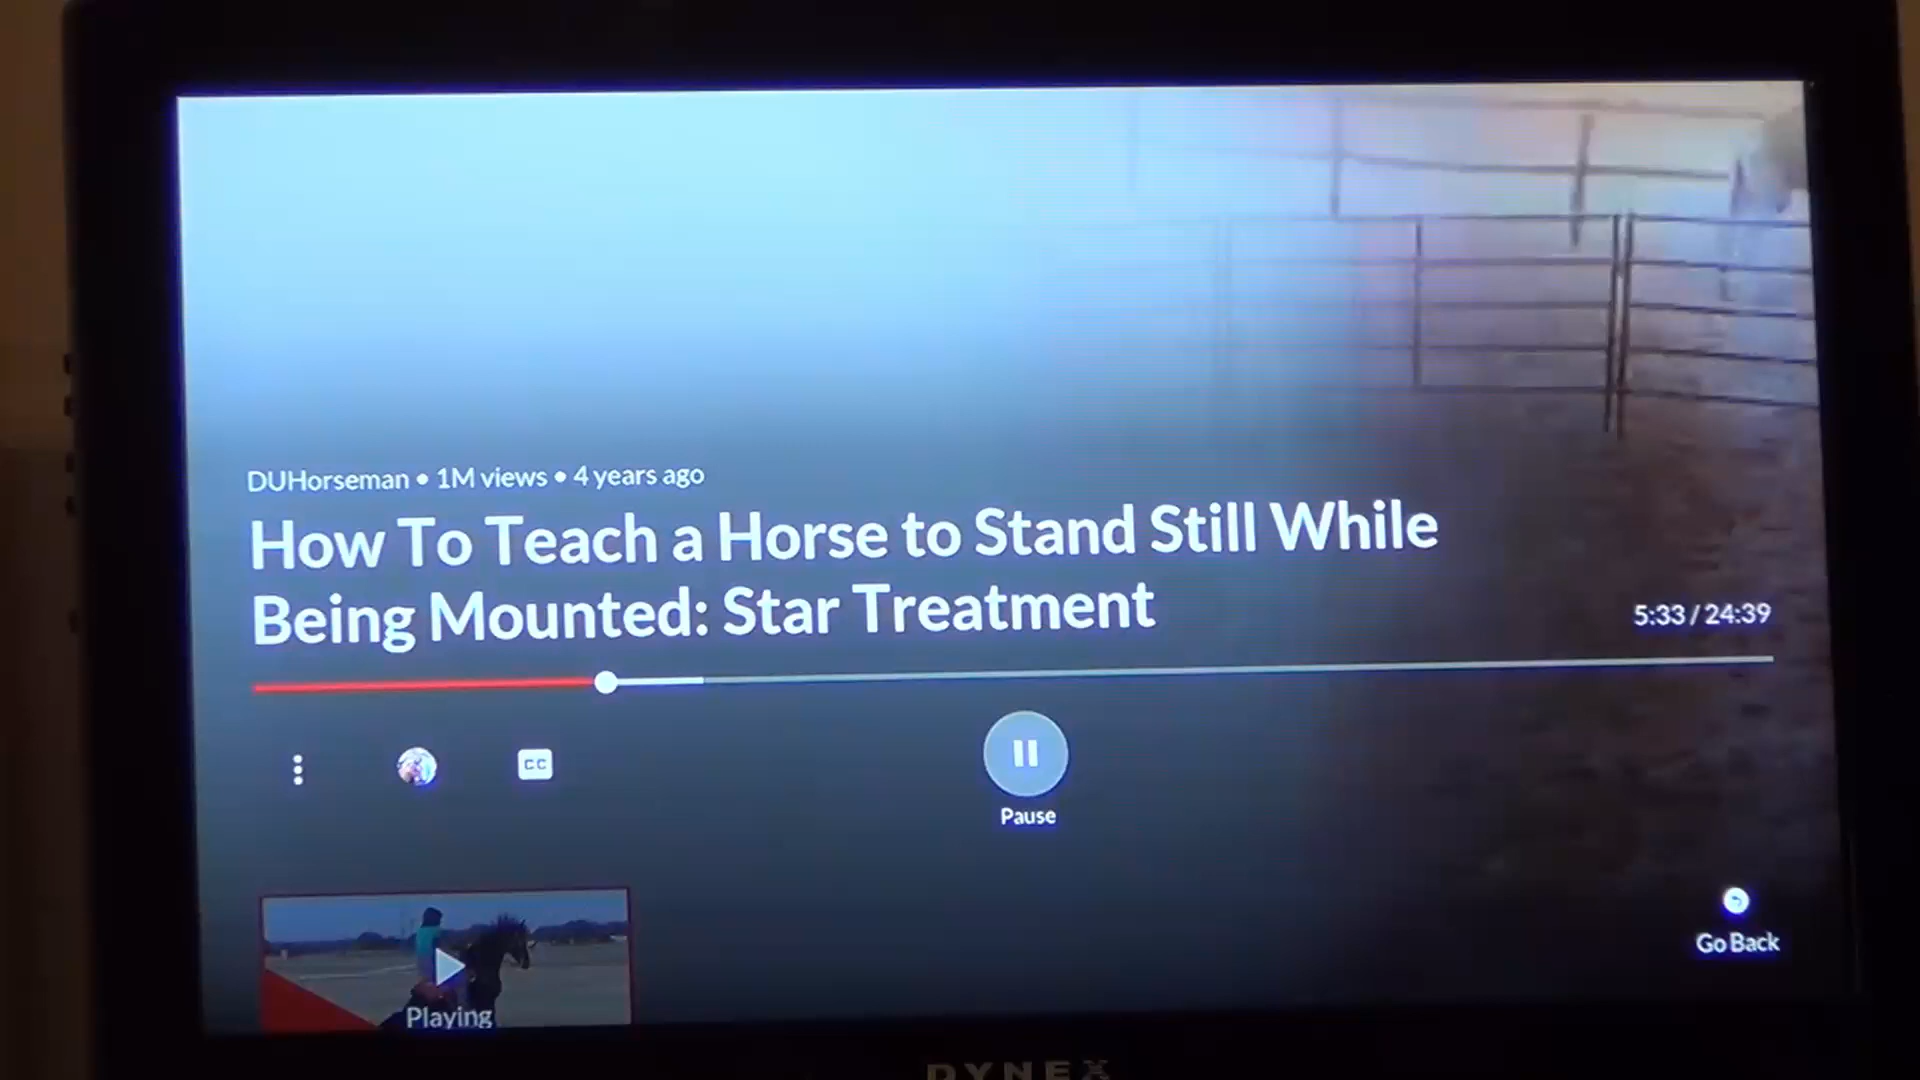 DUHorseman • 1M views • 4 years ago
How To Teach a Horse to Stand Still While
Being Mounted: Star Treatment
5:33 / 24:39
CC
Pause
Go Back
Playing
DYNEX